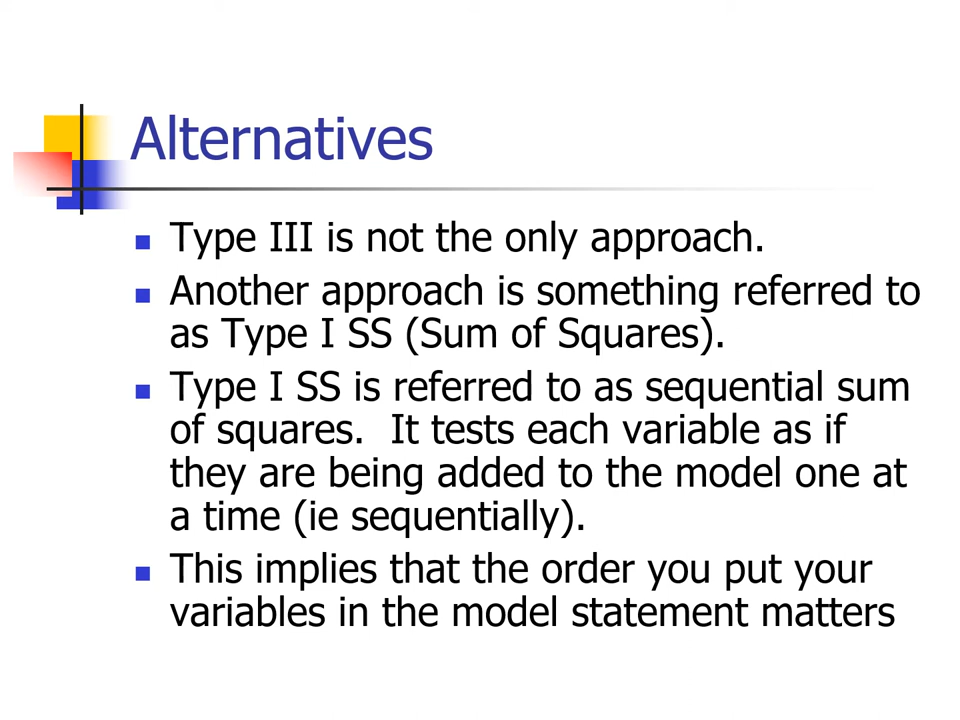 Alternatives
Type III is not the only approach.
Another approach is something referred to
as Type I SS (Sum of Squares).
Type I SS is referred to as sequential sum
of squares.  It tests each variable as if
they are being added to the model one at
a time (ie sequentially).
This implies that the order you put your
variables in the model statement matters